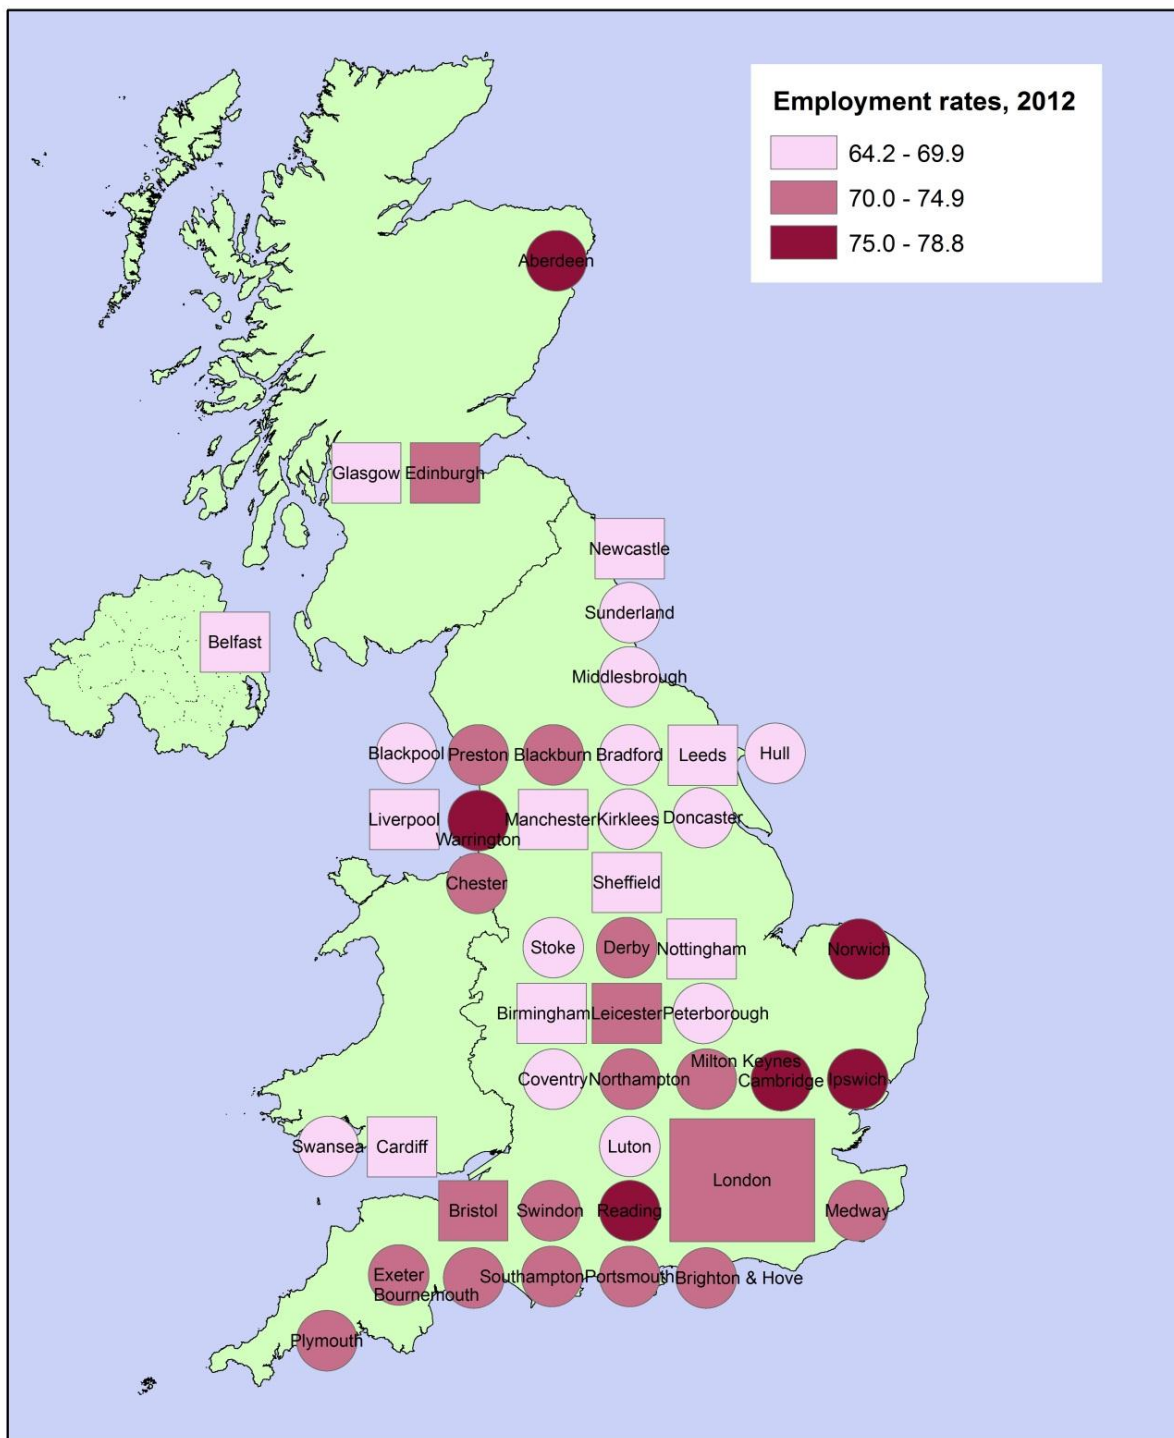 Employment rates, 2012
64.2 - 69.9
70.0 - 74.9
75.0 - 78.8
Aberdeen
Glasgow
Edinburgh
Newcastle
Sunderland
Belfast
Middlesbrough
Blackpool
Preston
Blackburn
Bradford
Leeds
Hull
Liverpool
Warrington
Manchester
Kirklees
Doncaster
Chester
Sheffield
Stoke
Derby
Nottingham
Norwich
Birmingham
Leicester
Peterborough
Coventry
Northampton
Milton Keynes
Cambridge
Ipswich
Swansea
Cardiff
Luton
London
Bristol
Swindon
Reading
Medway
Exeter
Bournemouth
Southampton
Portsmouth
Brighton & Hove
Plymouth